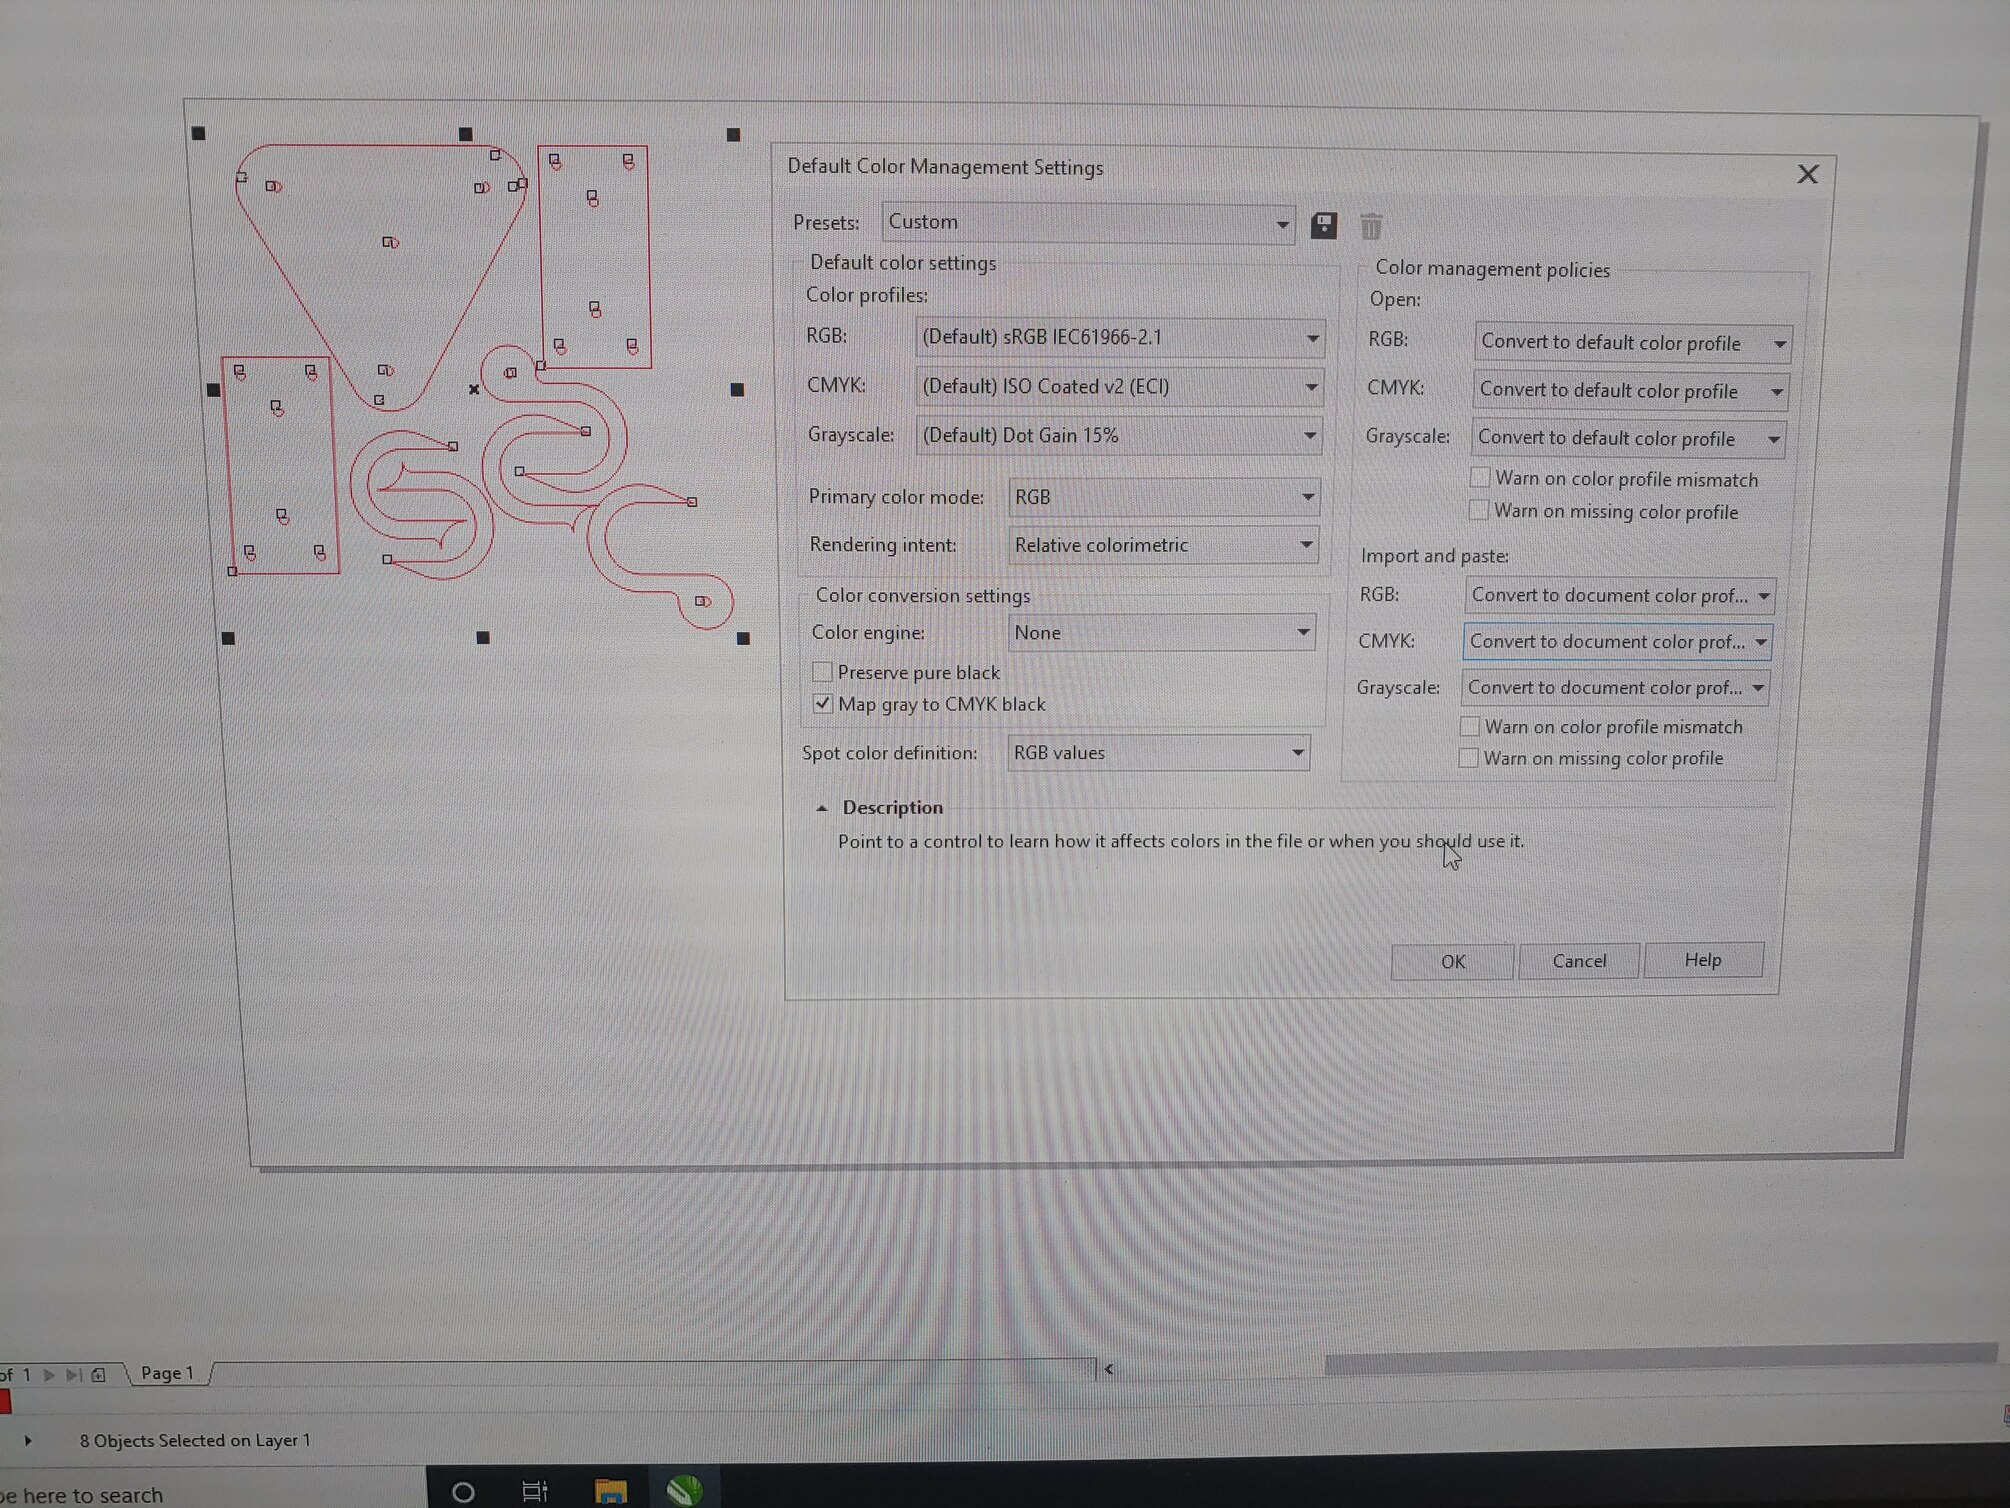 Default Color Management Settings
Presets: Custom
Default color settings
Color profiles:
RGB: (Default) sRGB IEC61966-2.1
CMYK: (Default) ISO Coated v2 (ECI)
Grayscale: (Default) Dot Gain 15%
Primary color mode: RGB
Rendering intent: Relative colorimetric
Color conversion settings
Color engine: None
Preserve pure black
Map gray to CMYK black
Spot color definition: RGB values
Color management policies
Open:
RGB: Convert to default color profile
CMYK: Convert to default color profile
Grayscale: Convert to default color profile
Warn on color profile mismatch
Warn on missing color profile
Import and paste:
RGB: Convert to document color prof...
CMYK: Convert to document color prof...
Grayscale: Convert to document color prof...
Warn on color profile mismatch
Warn on missing color profile
Description
Point to a control to learn how it affects colors in the file or when you should use it.
OK Cancel Help
of 1 Page 1
8 Objects Selected on Layer 1
pe here to search